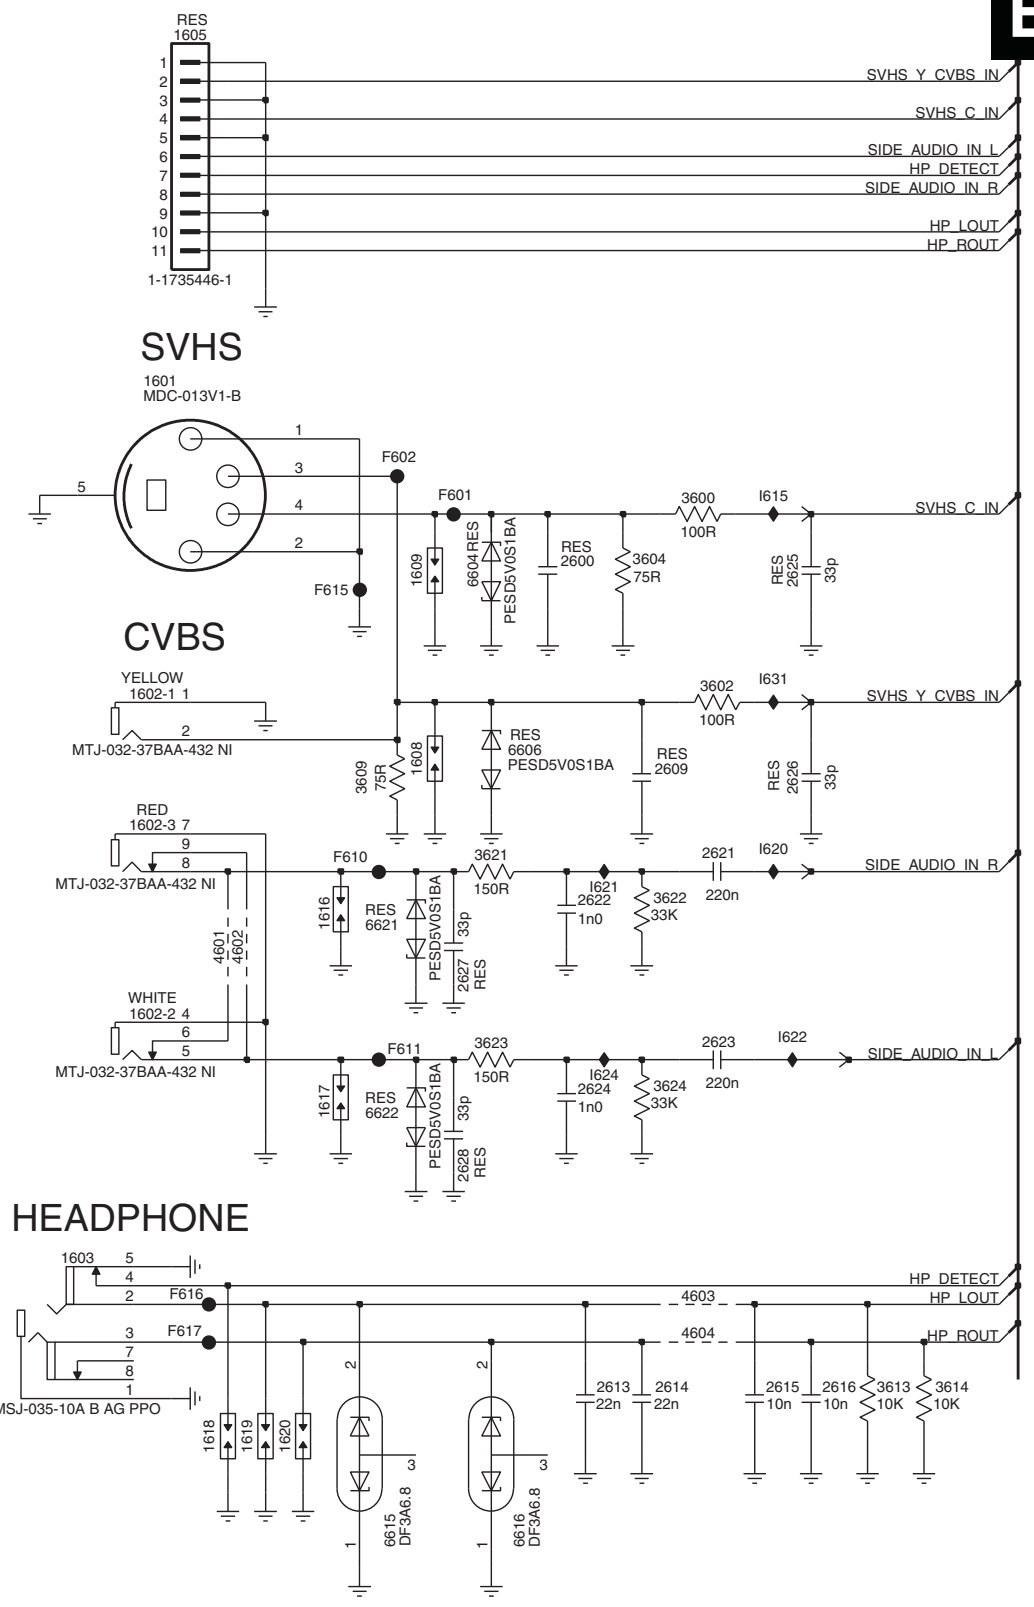 RES
1605
1
2
3
4
5
6
7
8
9
10
11
1-1735446-1
SVHS_Y_CVBS_IN
SVHS_C_IN
SIDE_AUDIO_IN_L
HP_DETECT
SIDE_AUDIO_IN_R
HP_LOUT
HP_ROUT
SVHS
1601
MDC-013V1-B
1
3
4
2
5
F602
F601
F615
1609
6604 RES
PESD5V0S1BA
RES
2600
3604
75R
3600
100R
I615
RES
2625
33p
SVHS_C_IN
CVBS
YELLOW
1602-1 1
2
MTJ-032-37BAA-432 NI
3609
75R
1608
RES
6606
PESD5V0S1BA
RES
2609
3602
100R
I631
RES
2626
33p
SVHS_Y_CVBS_IN
RED
1602-3 7
9
8
MTJ-032-37BAA-432 NI
4601
4602
F610
1616
RES
6621
PESD5V0S1BA
33p
2627
RES
3621
150R
I621
2622
1n0
3622
33K
2621
220n
I620
SIDE_AUDIO_IN_R
WHITE
1602-2 4
6
5
MTJ-032-37BAA-432 NI
F611
1617
RES
6622
PESD5V0S1BA
33p
2628
RES
3623
150R
I624
2624
1n0
3624
33K
2623
220n
I622
SIDE_AUDIO_IN_L
HEADPHONE
1603
5
4
2
3
7
8
1
MSJ-035-10A B AG PPO
F616
F617
1618
1619
1620
2
3
1
6615
DF3A6.8
2
3
1
6616
DF3A6.8
2613
22n
2614
22n
4603
4604
2615
10n
2616
10n
3613
10K
3614
10K
HP_DETECT
HP_LOUT
HP_ROUT